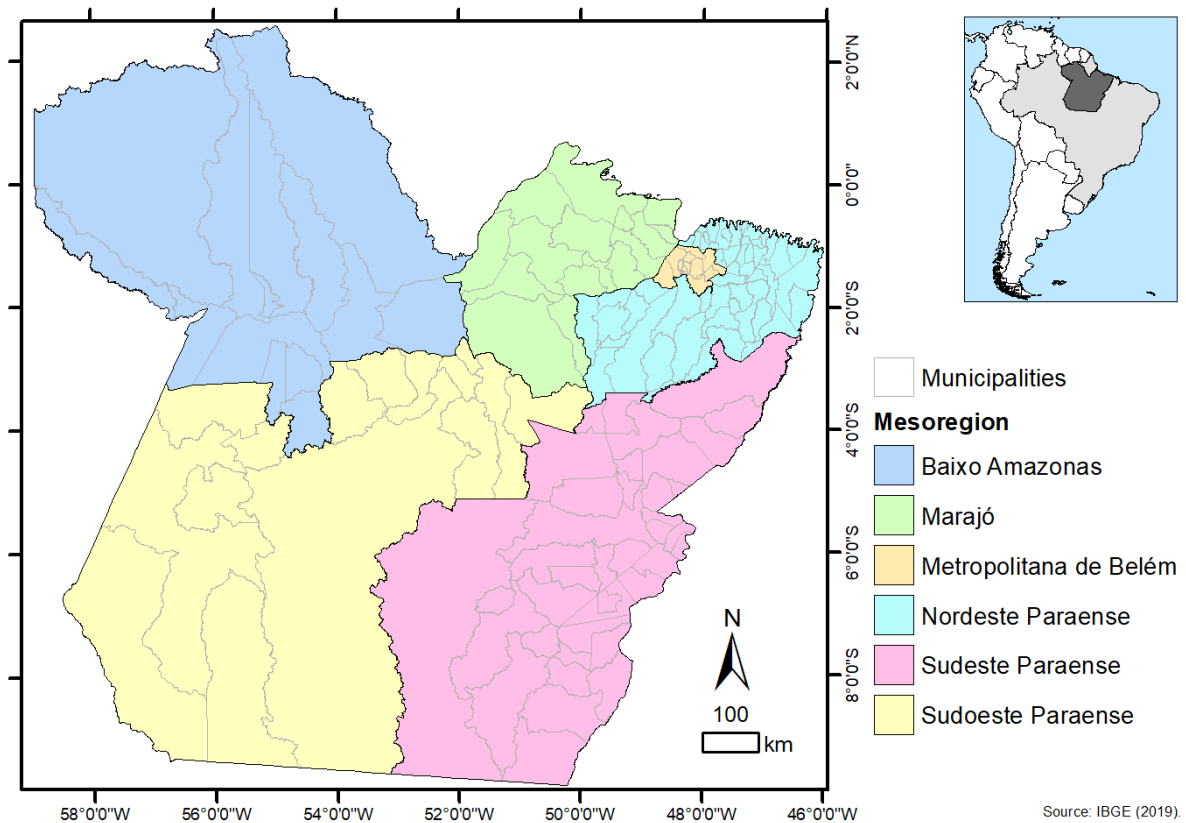 2°0'0"N
0°0'0"
2°0'0"S
4°0'0"S
6°0'0"S
8°0'0"S
58°0'0"W
56°0'0"W
54°0'0"W
52°0'0"W
50°0'0"W
48°0'0"W
46°0'0"W
N
100
km
Municipalities
Mesoregion
Baixo Amazonas
Marajó
Metropolitana de Belém
Nordeste Paraense
Sudeste Paraense
Sudoeste Paraense
Source: IBGE (2019).